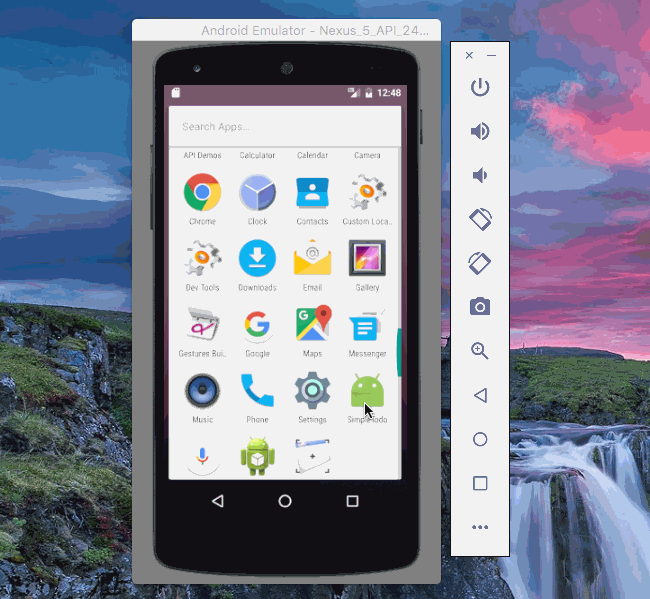 Android Emulator - Nexus_5_API_24...
12:48
Search Apps...
API Demos Calculator Calendar Camera
Chrome Clock Contacts Custom Loca..
Dev Tools Downloads Email Gallery
Gestures Bui.. Google Maps Messenger
Music Phone Settings SimpleTodo